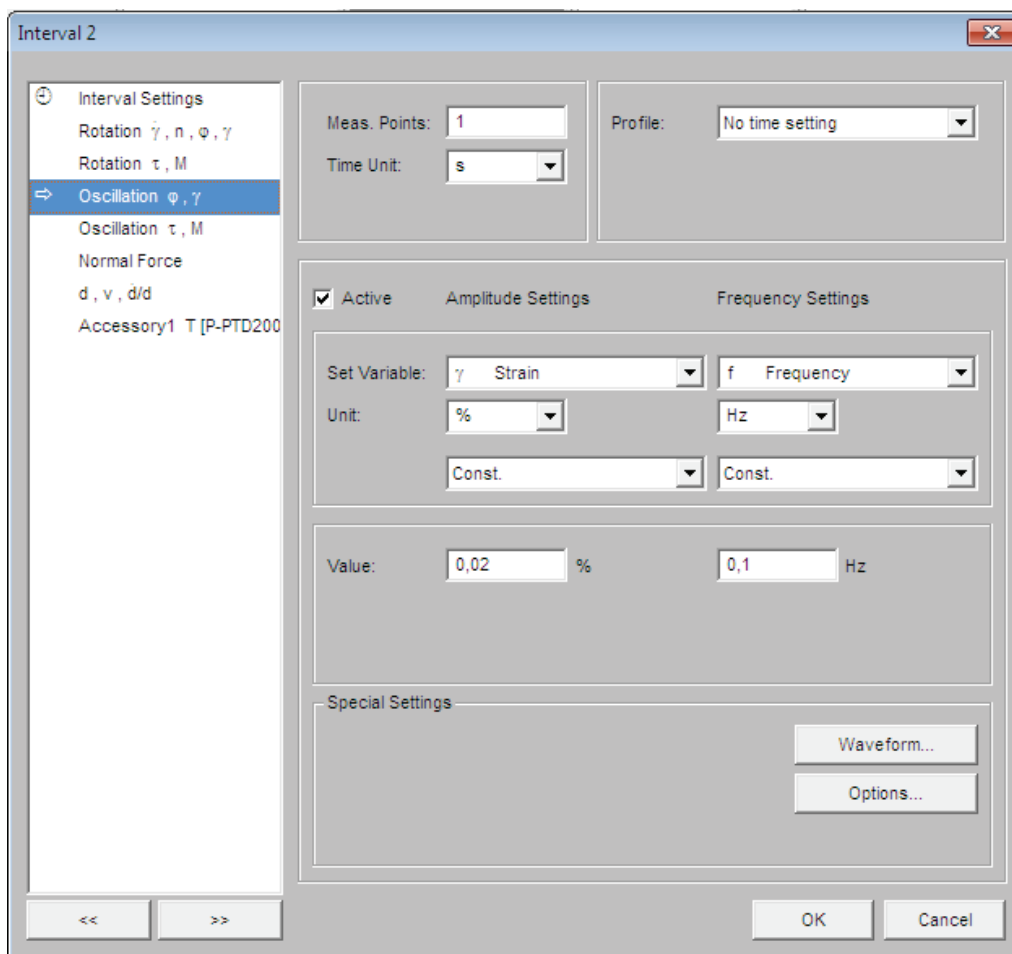 Interval 2
Interval Settings
Rotation γ̇ , n , φ , γ
Rotation τ , M
Oscillation φ , γ
Oscillation τ , M
Normal Force
d , v , ḋ/d
Accessory1 T [P-PTD200
<< >>
Meas. Points: 1
Time Unit: s
Profile: No time setting
Active Amplitude Settings Frequency Settings
Set Variable: γ Strain f Frequency
Unit: % Hz
Const. Const.
Value: 0,02 % 0,1 Hz
Special Settings
Waveform...
Options...
OK Cancel